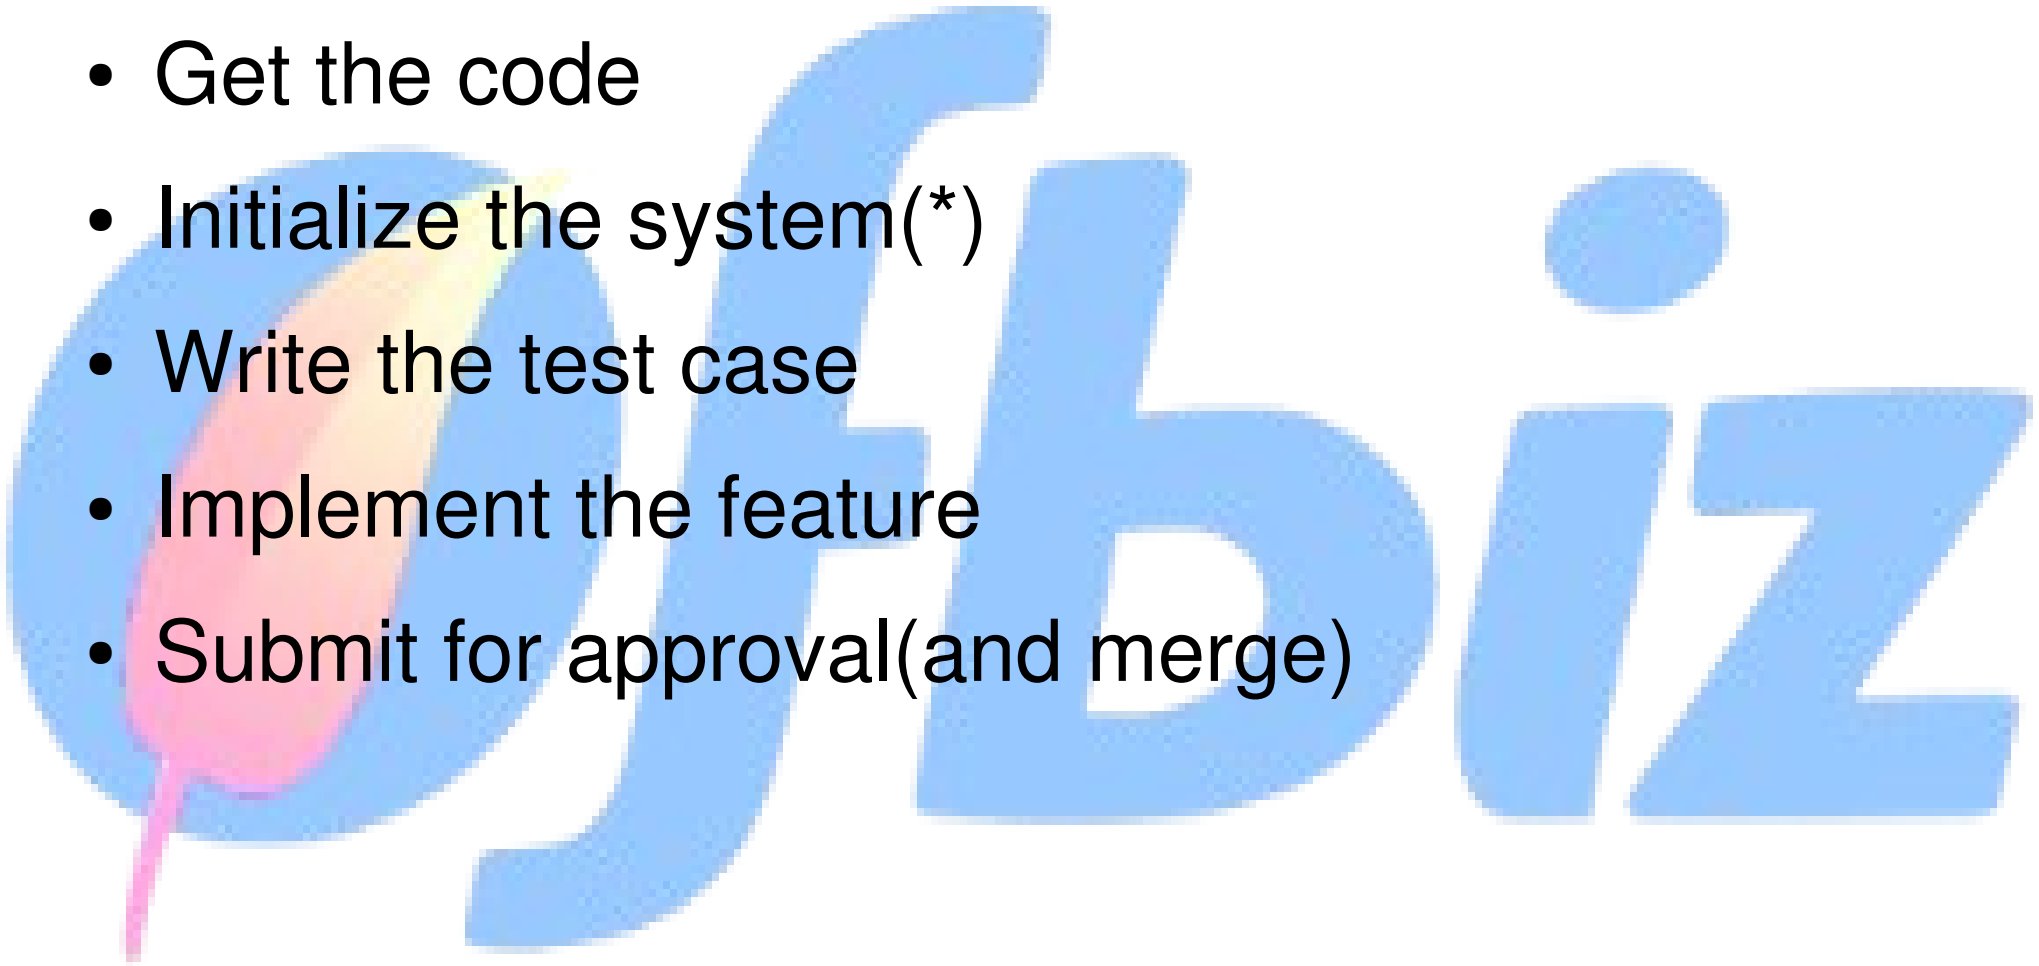 • Get the code
• Initialize the system(*)
• Write the test case
• Implement the feature
• Submit for approval(and merge)
Ofbiz